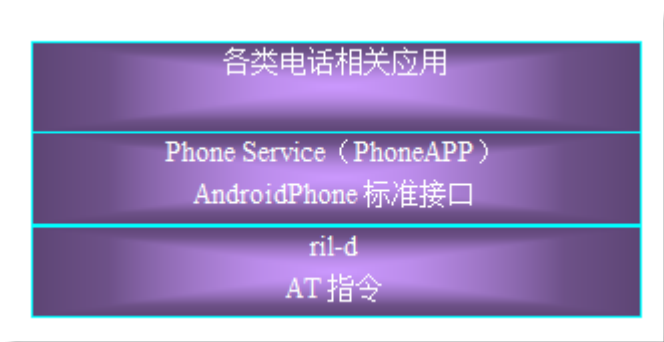 各类电话相关应用
Phone Service（PhoneAPP）
AndroidPhone 标准接口
ril-d
AT 指令